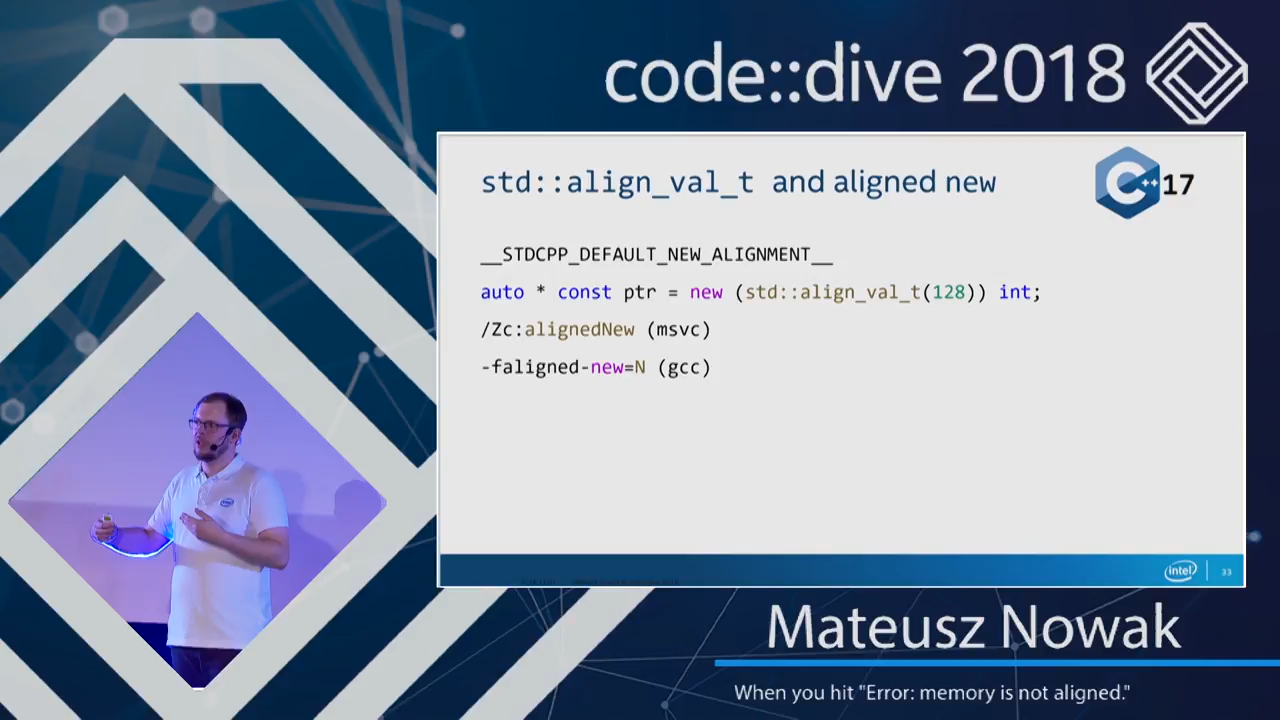 code::dive 2018
std::align_val_t and aligned new
C++ 17
__STDCPP_DEFAULT_NEW_ALIGNMENT__
auto * const ptr = new (std::align_val_t(128)) int;
/Zc:alignedNew (msvc)
-faligned-new=N (gcc)
intel
33
Mateusz Nowak
When you hit "Error: memory is not aligned."